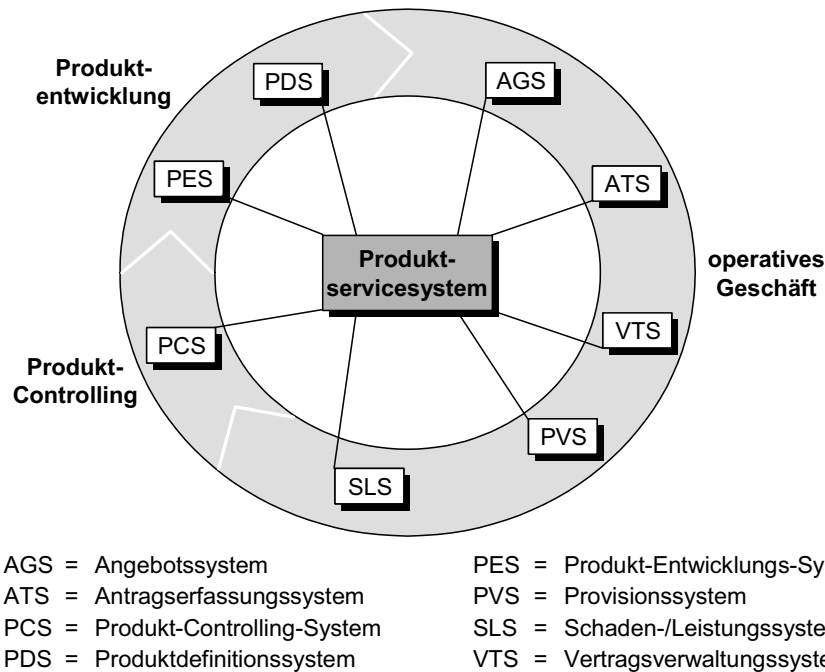 Produkt-
entwicklung
PDS
AGS
PES
ATS
Produkt-
servicesystem
operatives
Geschäft
PCS
VTS
Produkt-
Controlling
PVS
SLS
AGS = Angebotssystem
ATS = Antragserfassungssystem
PCS = Produkt-Controlling-System
PDS = Produktdefinitionssystem
PES = Produkt-Entwicklungs-Sy
PVS = Provisionssystem
SLS = Schaden-/Leistungssyste
VTS = Vertragsverwaltungssyste